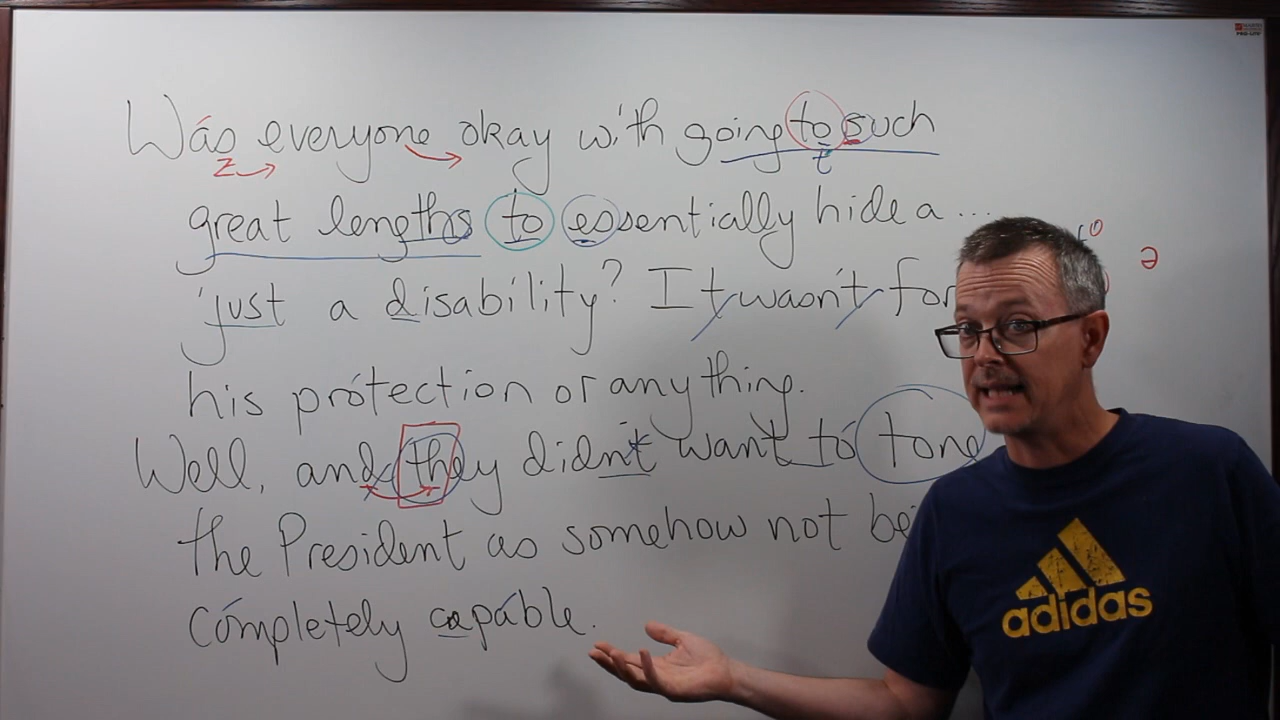 Was everyone okay with going to such
z t
great lengths to essentially hide a ...
ə
just a disability? It wasn't for
his protection or anything.
Well, and they didn't want to tone
the President as somehow not
completely capable.
adidas